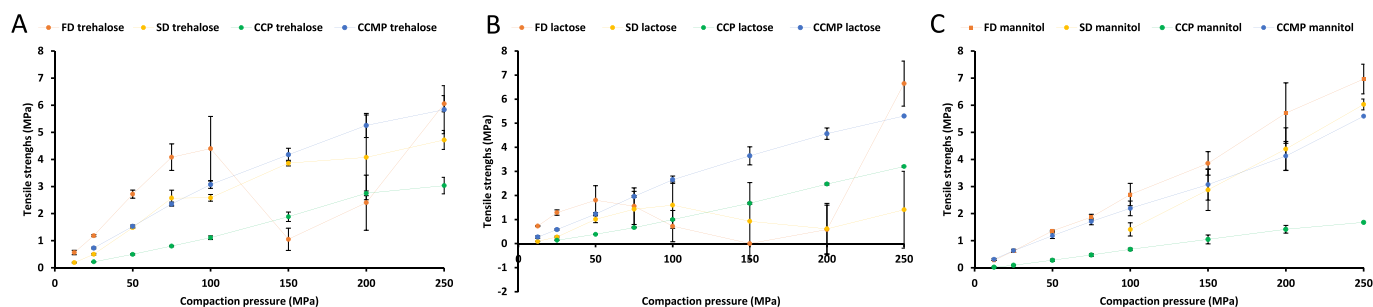 A
FD trehalose SD trehalose CCP trehalose CCMP trehalose
8
7
6
5
4
3
2
1
0
0 50 100 150 200 250
Tensile strenghs (MPa)
Compaction pressure (MPa)
B
FD lactose SD lactose CCP lactose CCMP lactose
8
7
6
5
4
3
2
1
0
-1
-2
50 100 150 200 250
Tensile strenghs (MPa)
Compaction pressure (MPa)
C
FD mannitol SD mannitol CCP mannitol CCMP mannitol
8
7
6
5
4
3
2
1
0
0 50 100 150 200 250
Tensile strenghs (MPa)
Compaction pressure (MPa)